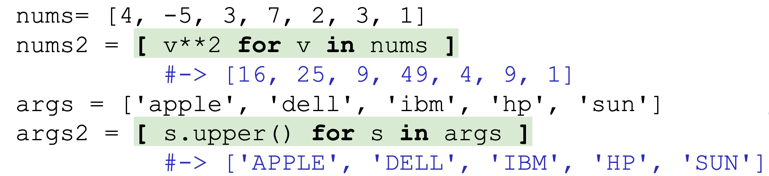 nums= [4, -5, 3, 7, 2, 3, 1]
nums2 = [ v**2 for v in nums ]
#-> [16, 25, 9, 49, 4, 9, 1]
args = ['apple', 'dell', 'ibm', 'hp', 'sun']
args2 = [ s.upper() for s in args ]
#-> ['APPLE', 'DELL', 'IBM', 'HP', 'SUN']